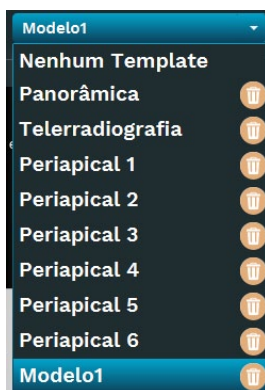 Modelo1
Nenhum Template
Panorâmica
Telerradiografia
Periapical 1
Periapical 2
Periapical 3
Periapical 4
Periapical 5
Periapical 6
Modelo1